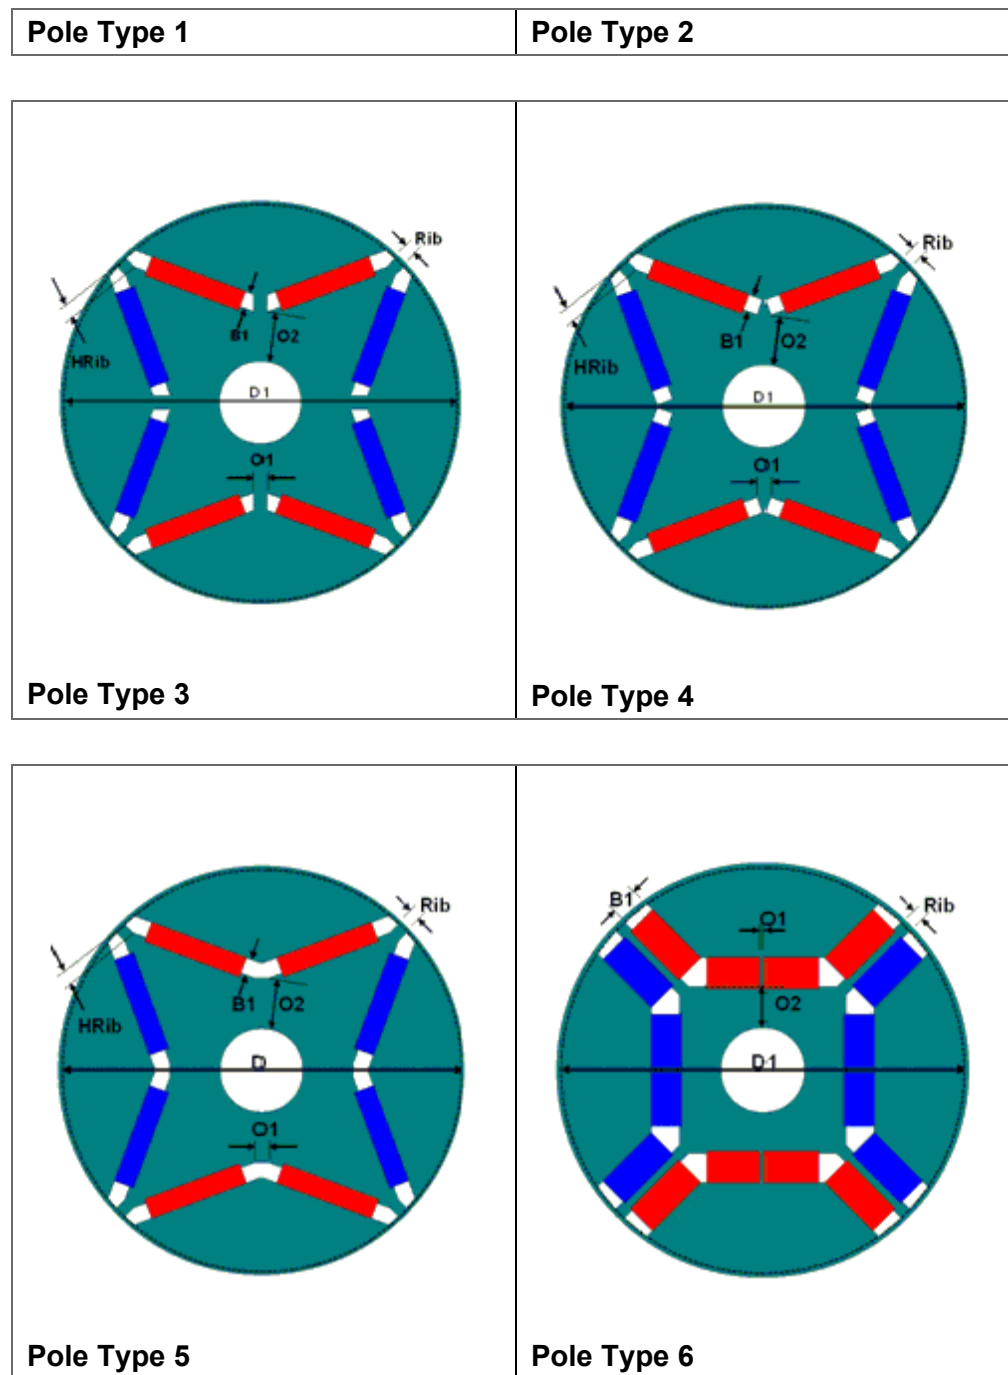 Pole Type 1
Pole Type 2
Rib
HRib
B1
O2
D1
O1
Pole Type 3
Rib
HRib
B1
O2
D1
O1
Pole Type 4
Rib
HRib
B1
O2
D
O1
Pole Type 5
B1
O1
Rib
O2
D1
Pole Type 6